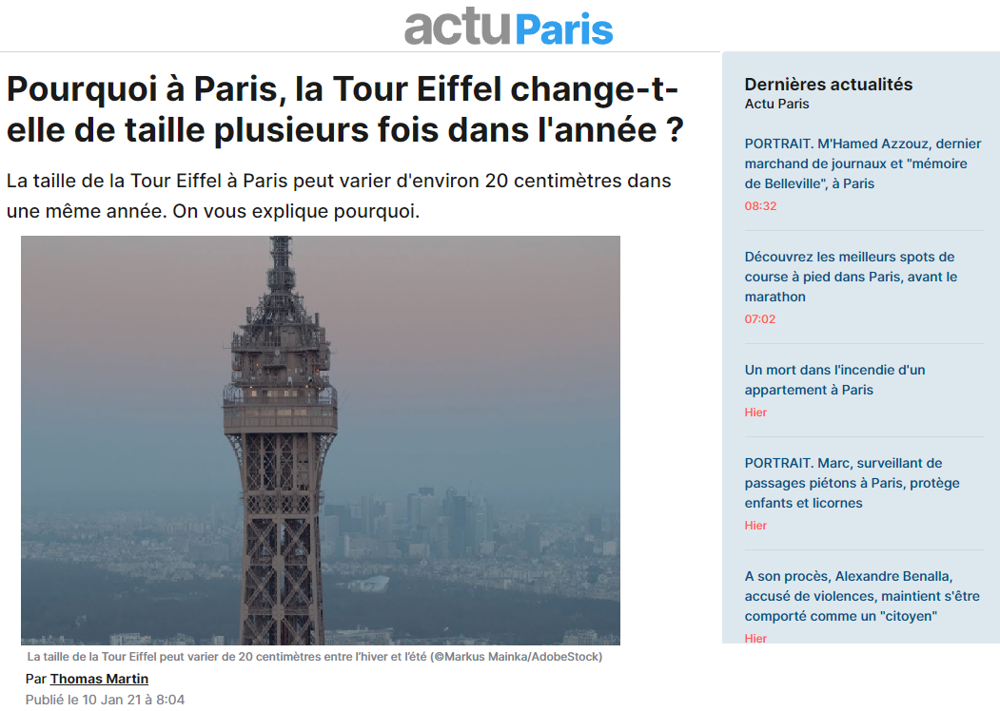 actu Paris
Pourquoi à Paris, la Tour Eiffel change-t-
elle de taille plusieurs fois dans l'année ?
La taille de la Tour Eiffel à Paris peut varier d'environ 20 centimètres dans
une même année. On vous explique pourquoi.
La taille de la Tour Eiffel peut varier de 20 centimètres entre l'hiver et l'été (©Markus Mainka/AdobeStock)
Par Thomas Martin
Publié le 10 Jan 21 à 8:04
Dernières actualités
Actu Paris
PORTRAIT. M'Hamed Azzouz, dernier
marchand de journaux et "mémoire
de Belleville", à Paris
08:32
Découvrez les meilleurs spots de
course à pied dans Paris, avant le
marathon
07:02
Un mort dans l'incendie d'un
appartement à Paris
Hier
PORTRAIT. Marc, surveillant de
passages piétons à Paris, protège
enfants et licornes
Hier
A son procès, Alexandre Benalla,
accusé de violences, maintient s'être
comporté comme un "citoyen"
Hier